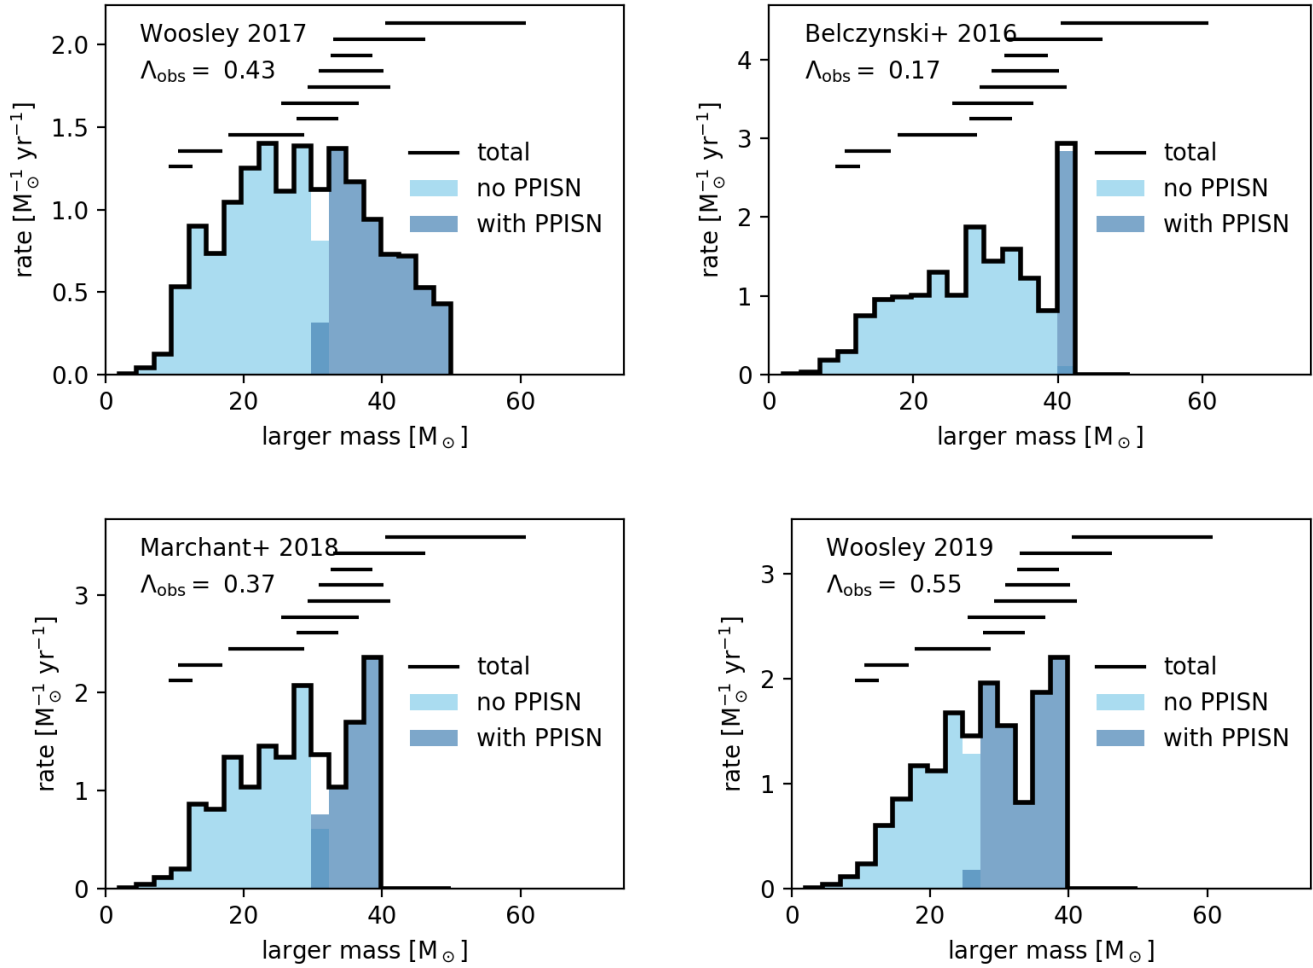 Woosley 2017
Λobs = 0.43
total
no PPISN
with PPISN
rate [M⊙⁻¹ yr⁻¹]
0.0
0.5
1.0
1.5
2.0
0
20
40
60
larger mass [M⊙]
Belczynski+ 2016
Λobs = 0.17
total
no PPISN
with PPISN
rate [M⊙⁻¹ yr⁻¹]
0
1
2
3
4
0
20
40
60
larger mass [M⊙]
Marchant+ 2018
Λobs = 0.37
total
no PPISN
with PPISN
rate [M⊙⁻¹ yr⁻¹]
0
1
2
3
0
20
40
60
larger mass [M⊙]
Woosley 2019
Λobs = 0.55
total
no PPISN
with PPISN
rate [M⊙⁻¹ yr⁻¹]
0
1
2
3
0
20
40
60
larger mass [M⊙]